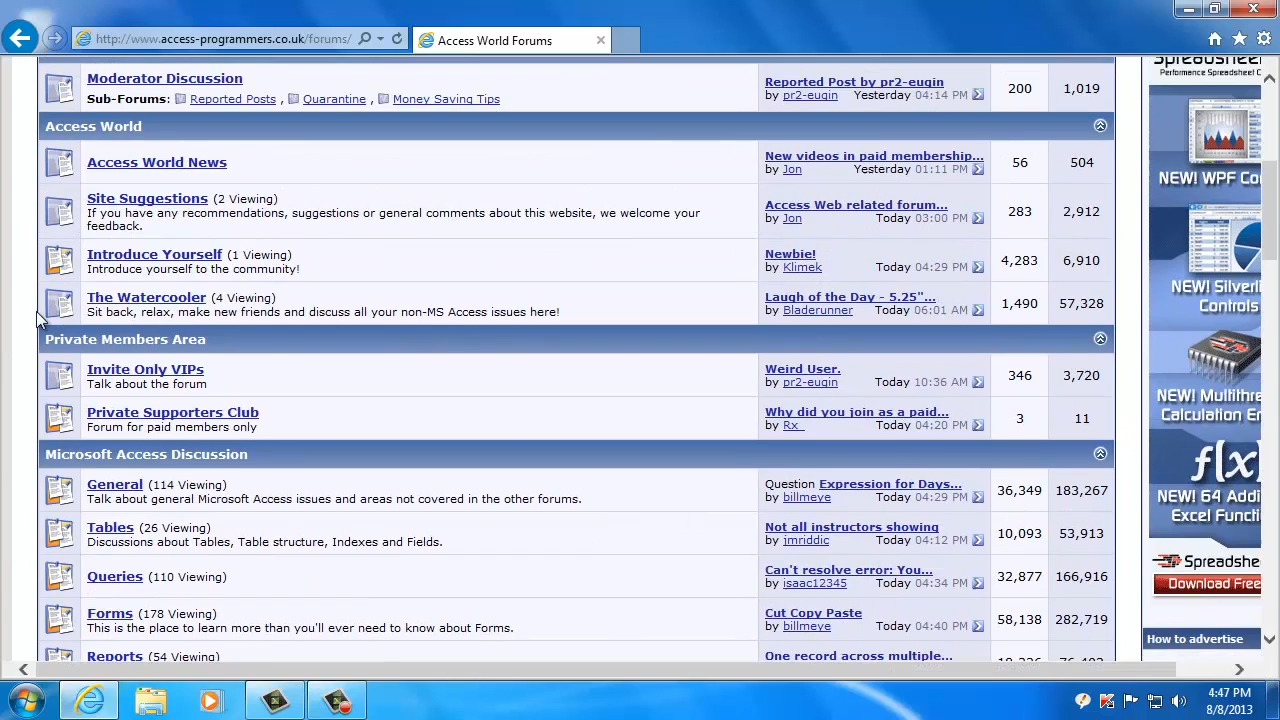 http://www.access-programmers.co.uk/forums/
Access World Forums
Moderator Discussion
Sub-Forums: Reported Posts , Quarantine , Money Saving Tips
Reported Post by pr2-eugin
by pr2-eugin Yesterday 04:14 PM
200 1,019
Access World
Access World News
New videos in paid membership...
by Jon Yesterday 01:11 PM
56 504
Site Suggestions (2 Viewing)
If you have any recommendations, suggestions or general comments about this website, we welcome your
feedback.
Access Web related forum...
by Jon Today 03:00 PM
283 2,912
Introduce Yourself (1 Viewing)
Introduce yourself to the community!
Newbie!
by Klimek Today 04:29 PM
4,283 6,910
The Watercooler (4 Viewing)
Sit back, relax, make new friends and discuss all your non-MS Access issues here!
Laugh of the Day - 5.25"...
by Bladerunner Today 06:01 AM
1,490 57,328
Private Members Area
Invite Only VIPs
Talk about the forum
Weird User.
by pr2-eugin Today 10:36 AM
346 3,720
Private Supporters Club
Forum for paid members only
Why did you join as a paid...
by Rx_ Today 04:20 PM
3 11
Microsoft Access Discussion
General (114 Viewing)
Talk about general Microsoft Access issues and areas not covered in the other forums.
Question Expression for Days...
by billmeye Today 04:29 PM
36,349 183,267
Tables (26 Viewing)
Discussions about Tables, Table structure, Indexes and Fields.
Not all instructors showing
by jmriddic Today 04:12 PM
10,093 53,913
Queries (110 Viewing)
Can't resolve error: You...
by isaac12345 Today 04:34 PM
32,877 166,916
Forms (178 Viewing)
This is the place to learn more than you'll ever need to know about Forms.
Cut Copy Paste
by billmeye Today 04:40 PM
58,138 282,719
Reports (54 Viewing)
One record across multiple...
Spreadsheet
Performance Spreadsheet C
NEW! WPF Co
NEW! Silverli
Controls
NEW! Multithre
Calculation En
f(x)
NEW! 64 Addi
Excel Functi
Spreadshe
Download Free
How to advertise
4:47 PM
8/8/2013